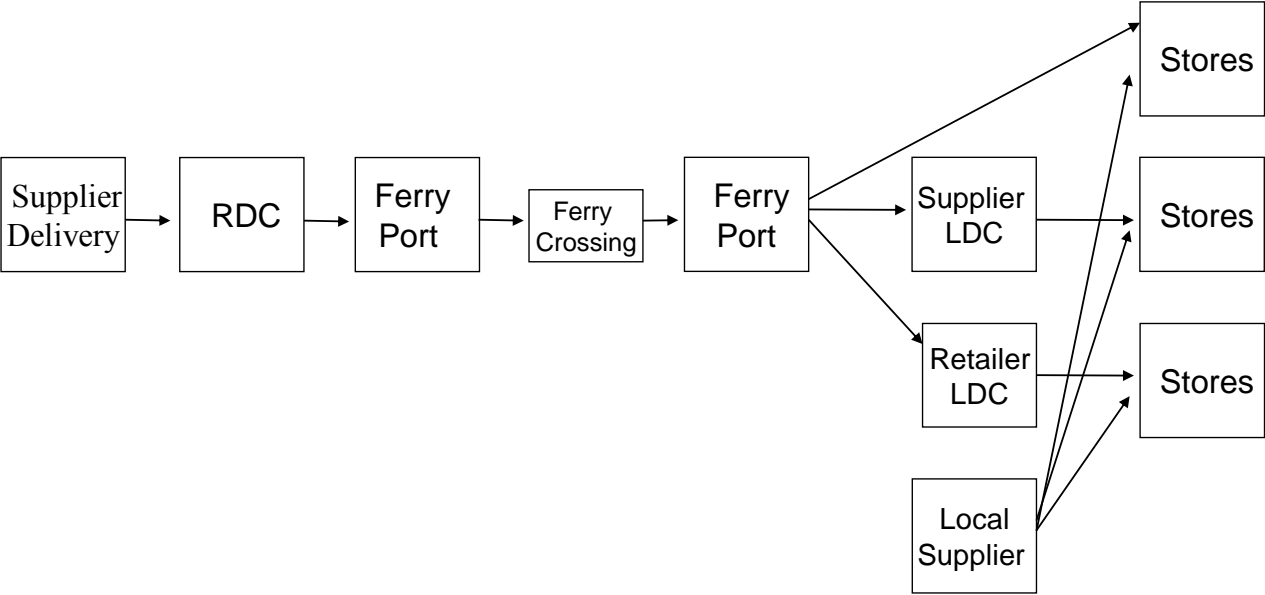 Stores
Supplier
Delivery
RDC
Ferry
Port
Ferry
Crossing
Ferry
Port
Supplier
LDC
Stores
Retailer
LDC
Stores
Local
Supplier